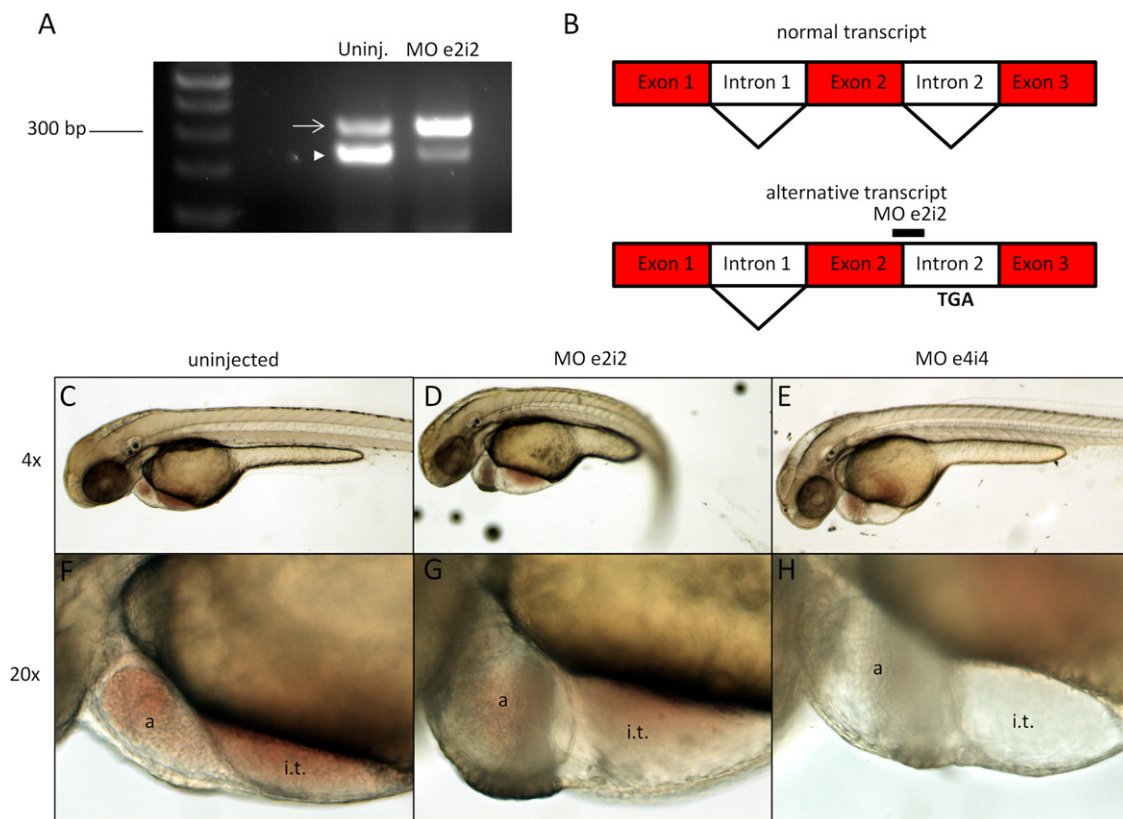 A
Uninj. MO e2i2
300 bp
B
normal transcript
Exon 1 Intron 1 Exon 2 Intron 2 Exon 3
alternative transcript
MO e2i2
Exon 1 Intron 1 Exon 2 Intron 2 Exon 3
TGA
uninjected MO e2i2 MO e4i4
C D E
4x
F G H
20x
a i.t. a i.t. a i.t.